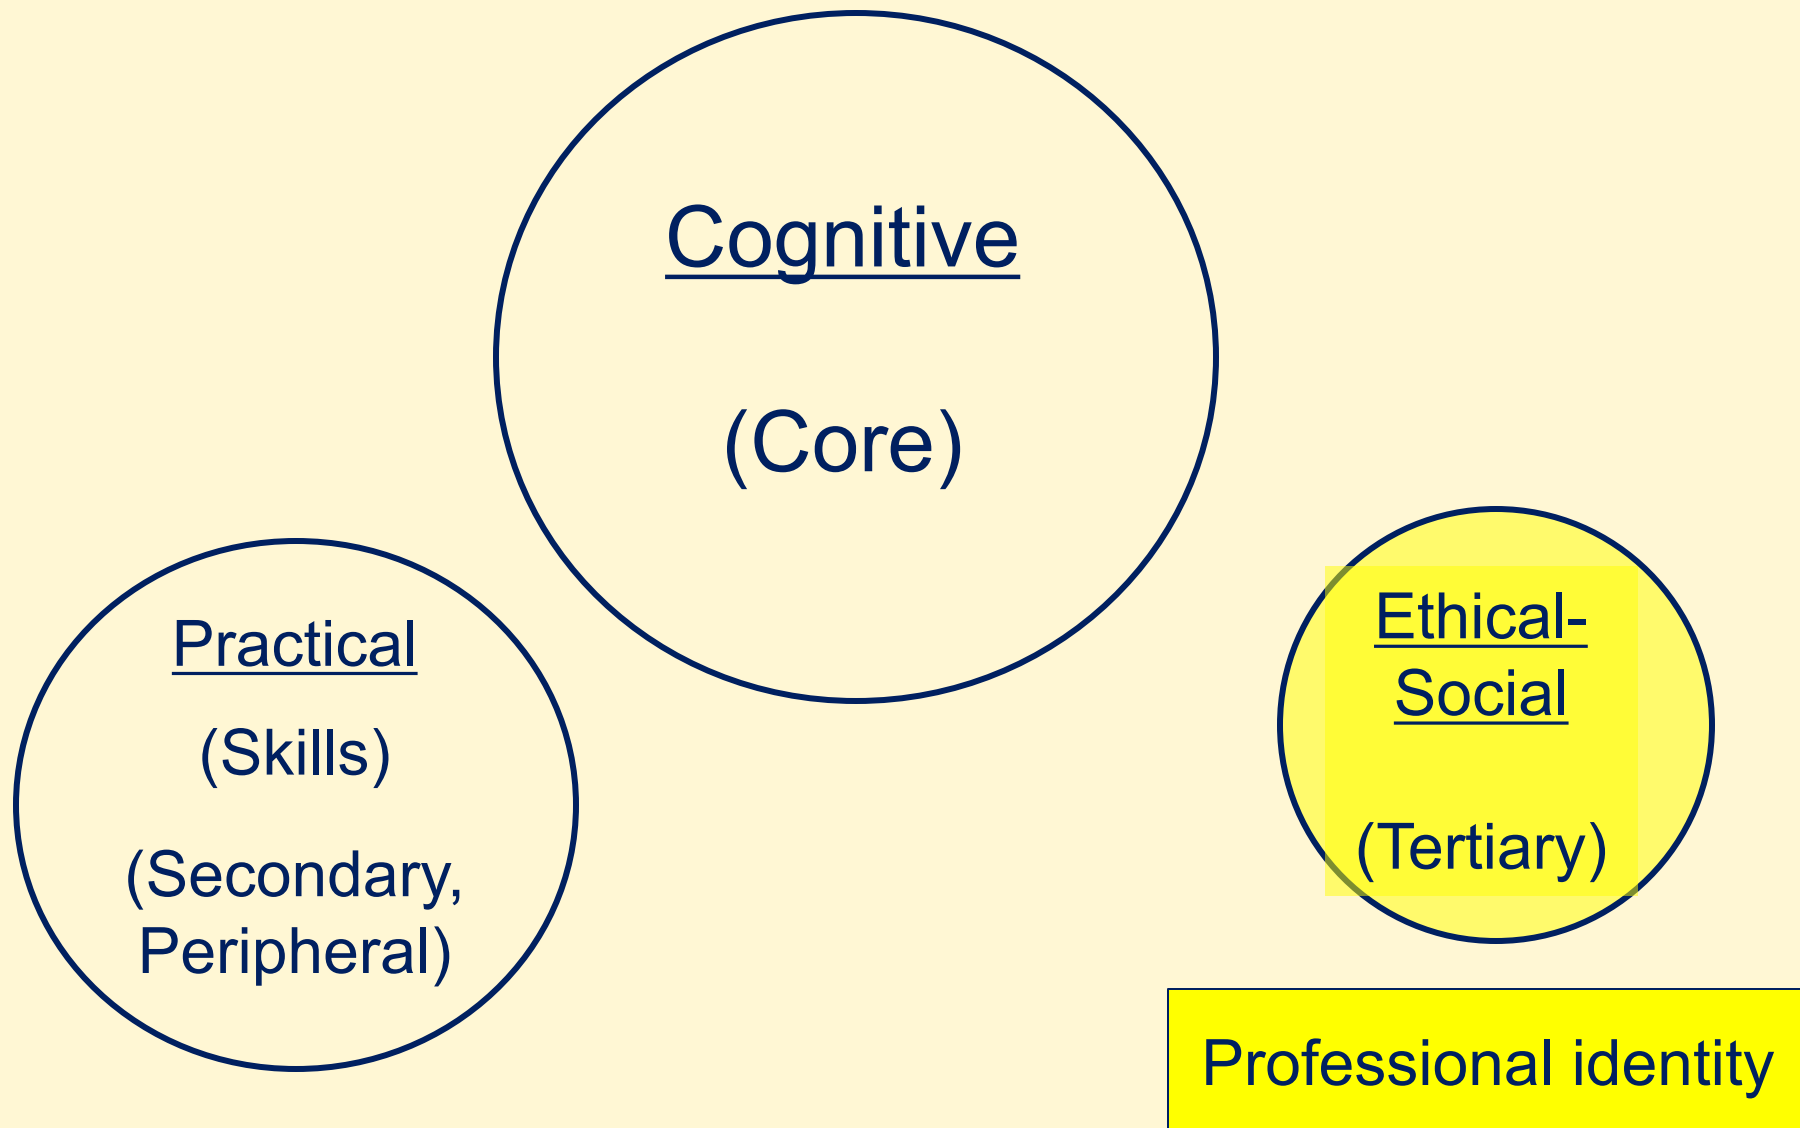 Cognitive
(Core)
Practical
(Skills)
(Secondary,
Peripheral)
Ethical-
Social
(Tertiary)
Professional identity